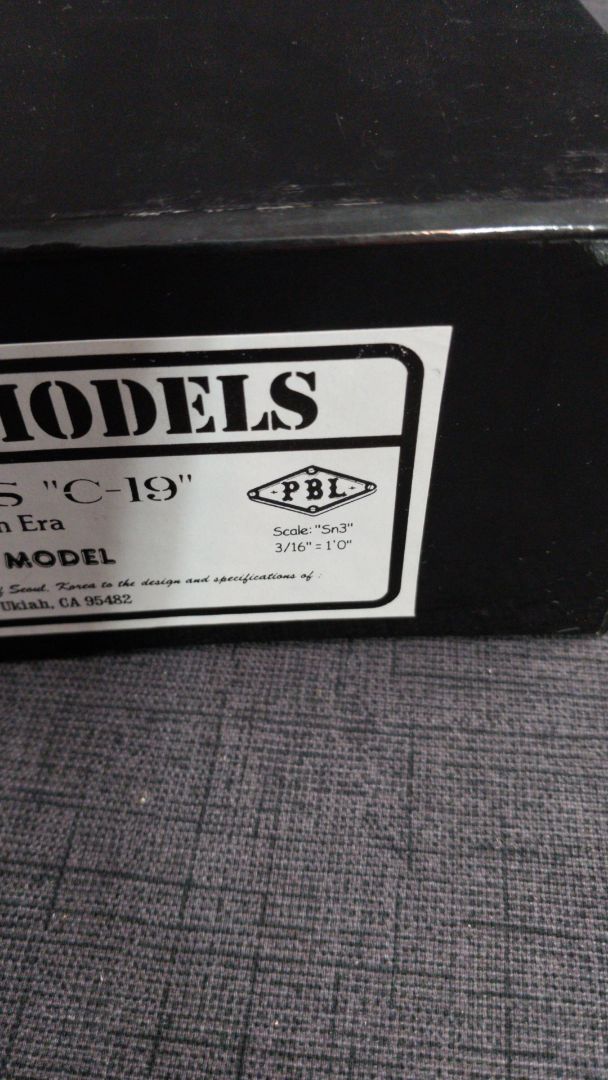 MODELS
S "C-19"
n Era
MODEL
PBL
Scale: "Sn3"
3/16" = 1'0"
f Seoul, Korea to the design and specifications of :
Ukiah, CA 95482